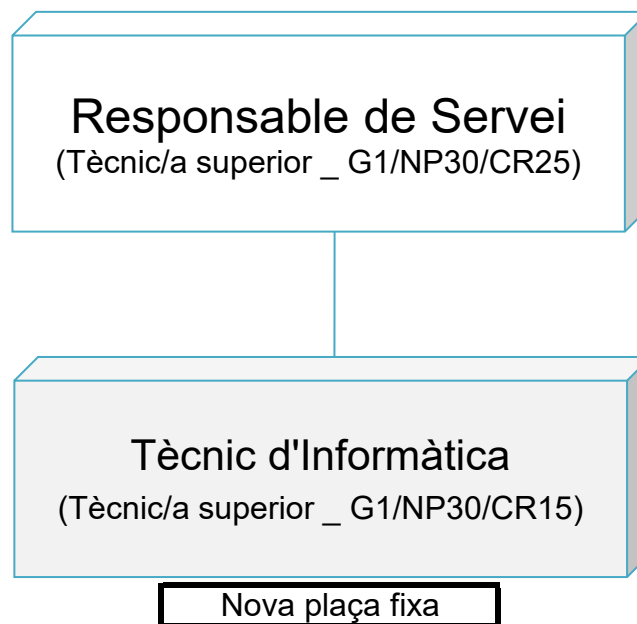 Responsable de Servei
(Tècnic/a superior _ G1/NP30/CR25)
Tècnic d'Informàtica
(Tècnic/a superior _ G1/NP30/CR15)
Nova plaça fixa